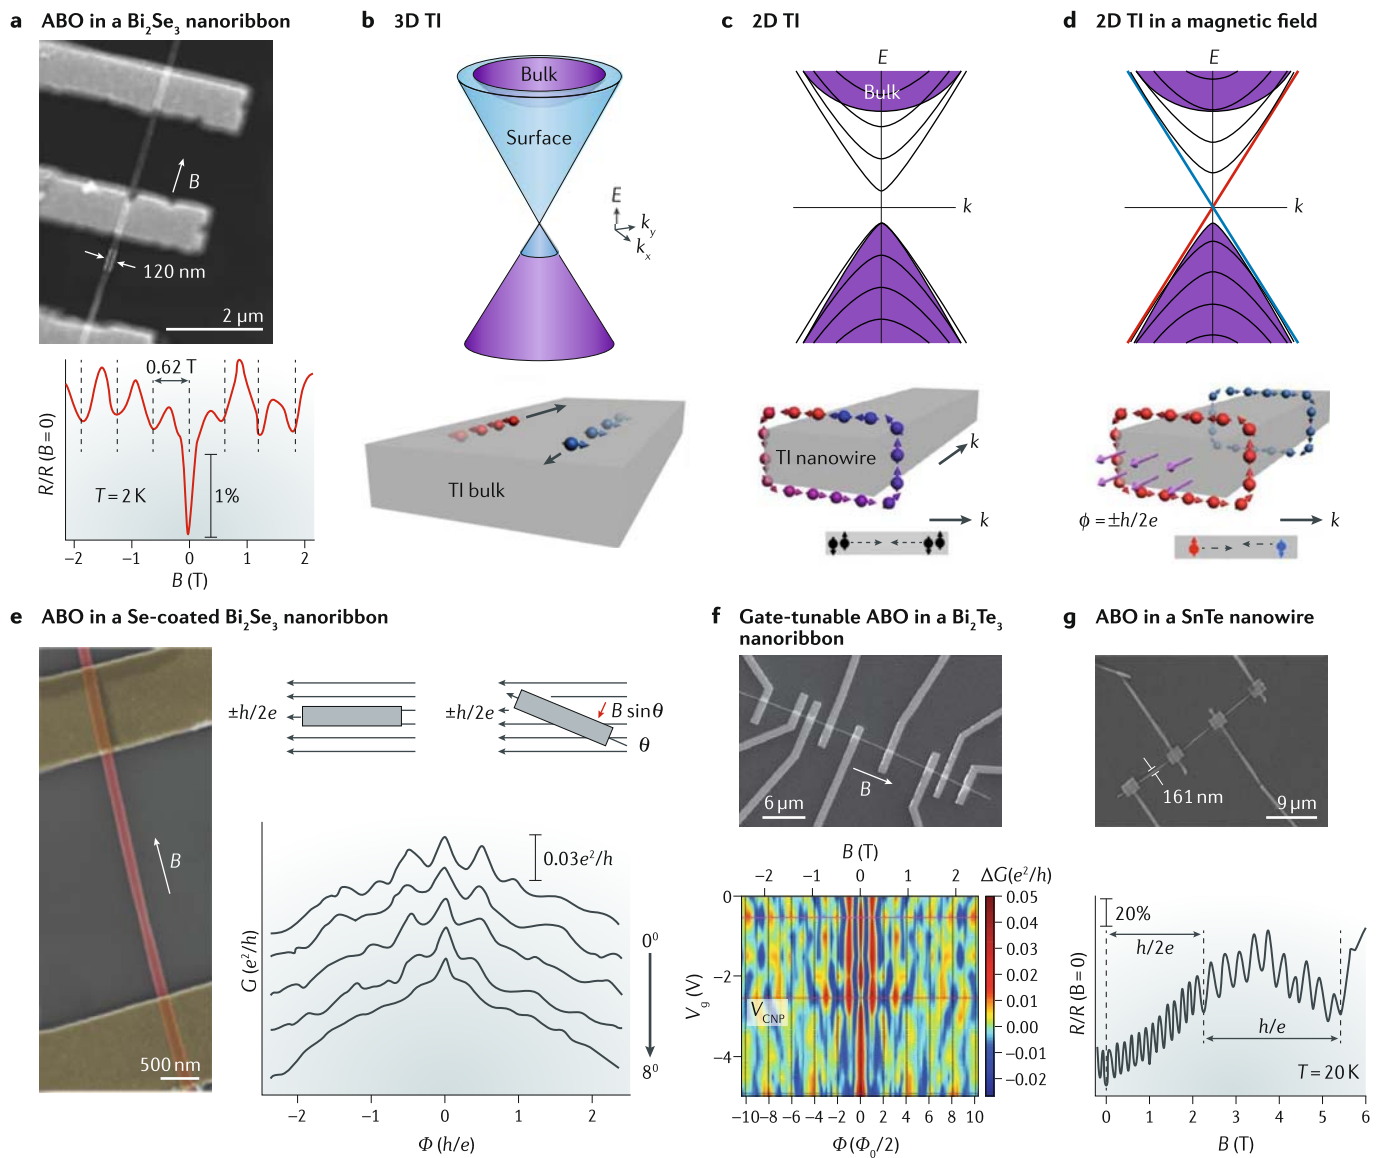 a ABO in a Bi2Se3 nanoribbon
B
120 nm
2 μm
0.62 T
R/R (B = 0)
T = 2 K
1%
−2 −1 0 1 2
B (T)
b 3D TI
Bulk
Surface
E
ky
kx
TI bulk
c 2D TI
E
Bulk
k
TI nanowire
k
k
d 2D TI in a magnetic field
E
k
ϕ = ±h/2e
k
e ABO in a Se-coated Bi2Se3 nanoribbon
B
500 nm
±h/2e
±h/2e
B sinθ
θ
0.03e²/h
G (e²/h)
0⁰
8⁰
−2 −1 0 1 2
Φ (h/e)
f Gate-tunable ABO in a Bi2Te3
nanoribbon
B
6 μm
B (T)
−2 −1 0 1 2
ΔG(e²/h)
0
−2
−4
Vg (V)
VCNP
0.05
0.04
0.03
0.02
0.01
0.00
−0.01
−0.02
−10 −8 −6 −4 −2 0 2 4 6 8 10
Φ (Φ0/2)
g ABO in a SnTe nanowire
161 nm
9 μm
20%
h/2e
R/R (B = 0)
h/e
T = 20 K
0 1 2 3 4 5 6
B (T)